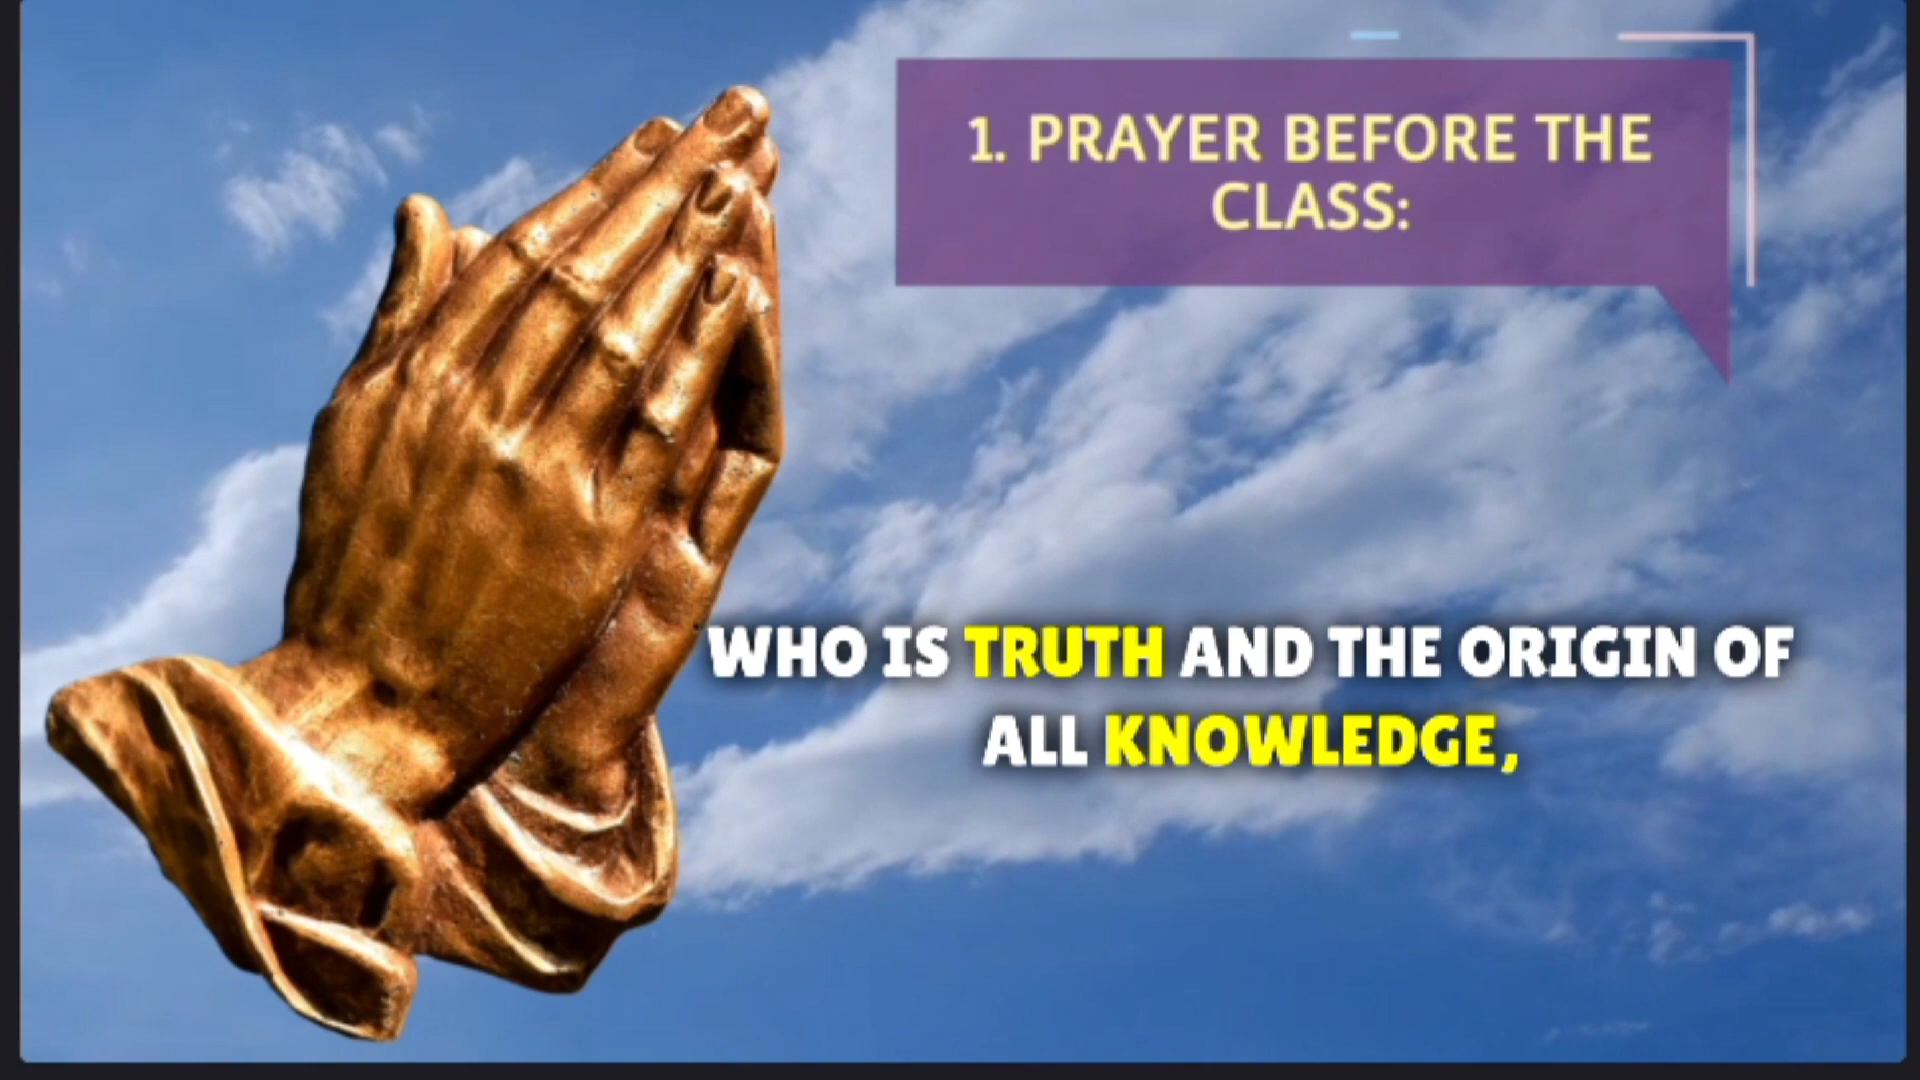 1. PRAYER BEFORE THE
CLASS:
WHO IS TRUTH AND THE ORIGIN OF
ALL KNOWLEDGE,